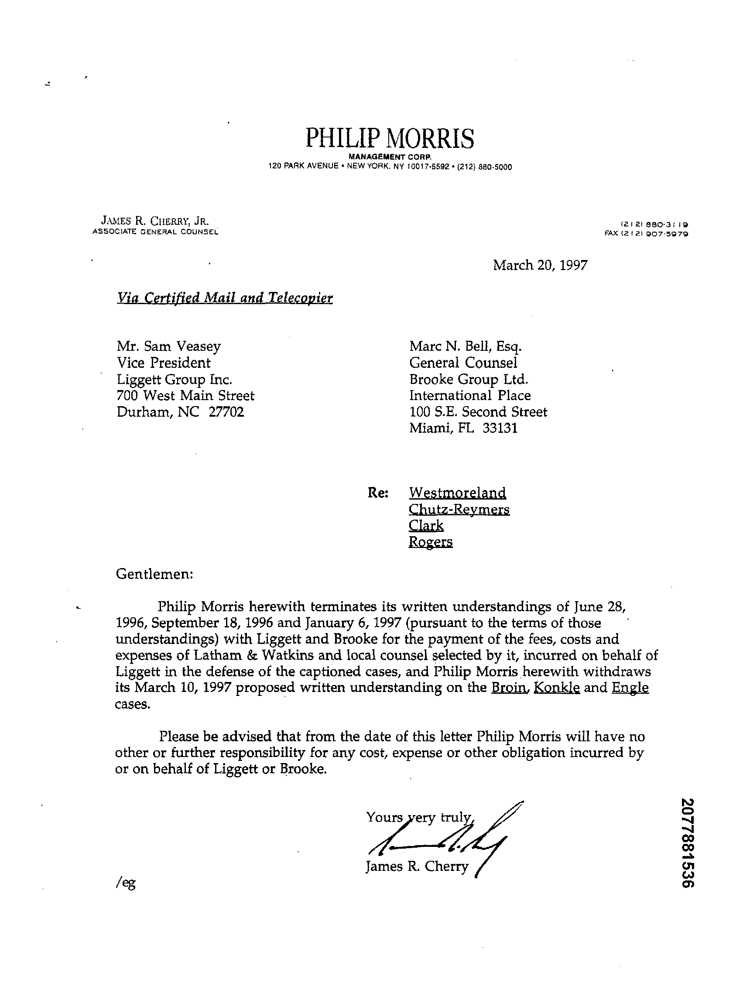 PHILIP MORRIS
MANAGEMENT CORP.
120 PARK AVENUE • NEW YORK, NY 10017-5592 • (212) 880-5000
JAMES R. CHERRY, JR.
ASSOCIATE GENERAL COUNSEL
(212) 880-3119
FAX (212) 907-5979
March 20, 1997
Via Certified Mail and Telecopier
Mr. Sam Veasey
Vice President
Liggett Group Inc.
700 West Main Street
Durham, NC 27702
Marc N. Bell, Esq.
General Counsel
Brooke Group Ltd.
International Place
100 S.E. Second Street
Miami, FL 33131
Re: Westmoreland
Chutz-Reymers
Clark
Rogers
Gentlemen:
Philip Morris herewith terminates its written understandings of June 28,
1996, September 18, 1996 and January 6, 1997 (pursuant to the terms of those
understandings) with Liggett and Brooke for the payment of the fees, costs and
expenses of Latham & Watkins and local counsel selected by it, incurred on behalf of
Liggett in the defense of the captioned cases, and Philip Morris herewith withdraws
its March 10, 1997 proposed written understanding on the Broin, Konkle and Engle
cases.
Please be advised that from the date of this letter Philip Morris will have no
other or further responsibility for any cost, expense or other obligation incurred by
or on behalf of Liggett or Brooke.
Yours very truly,
James R. Cherry
/eg
2077881536